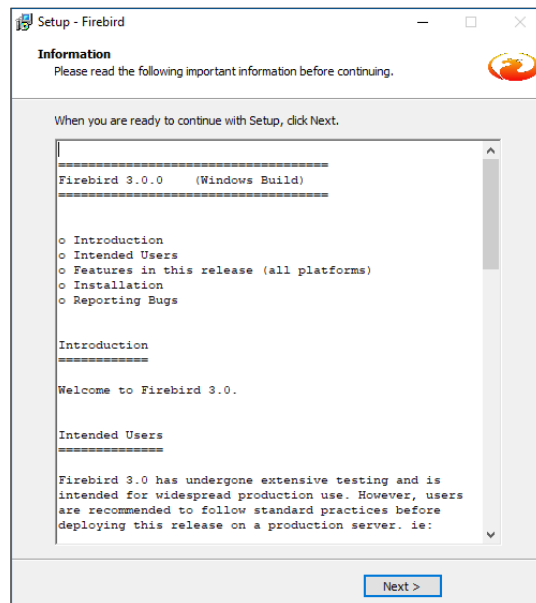 Setup - Firebird
Information
Please read the following important information before continuing.
When you are ready to continue with Setup, click Next.
==================================
Firebird 3.0.0    (Windows Build)
==================================
o Introduction
o Intended Users
o Features in this release (all platforms)
o Installation
o Reporting Bugs
Introduction
============
Welcome to Firebird 3.0.
Intended Users
==============
Firebird 3.0 has undergone extensive testing and is
intended for widespread production use. However, users
are recommended to follow standard practices before
deploying this release on a production server. ie:
Next >